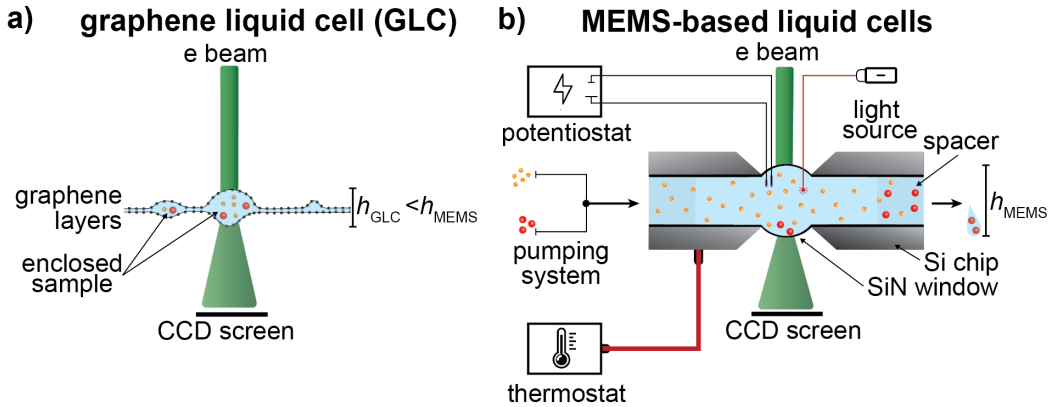 a) graphene liquid cell (GLC)
e beam
graphene
layers
enclosed
sample
hGLC <hMEMS
CCD screen
b) MEMS-based liquid cells
e beam
potentiostat
light
source
spacer
pumping
system
hMEMS
Si chip
SiN window
CCD screen
thermostat